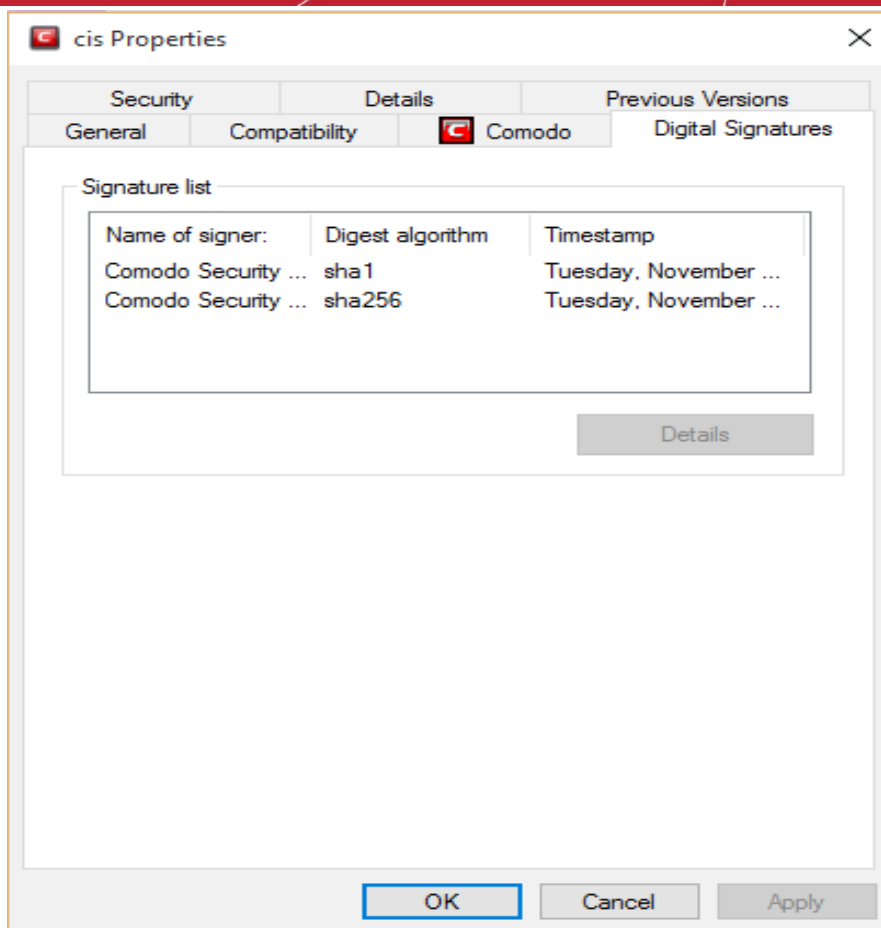 cis Properties
Security Details Previous Versions
General Compatibility Comodo Digital Signatures
Signature list
Name of signer: Digest algorithm Timestamp
Comodo Security ... sha1 Tuesday, November ...
Comodo Security ... sha256 Tuesday, November ...
Details
OK Cancel Apply